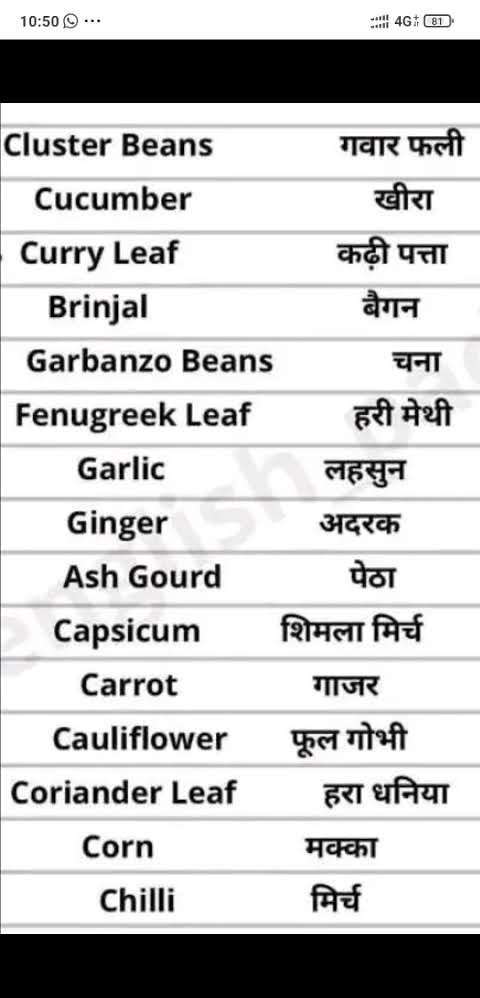 10:50 ... 4G 81
Cluster Beans गवार फली
Cucumber खीरा
Curry Leaf कढ़ी पत्ता
Brinjal बैगन
Garbanzo Beans चना
Fenugreek Leaf हरी मेथी
Garlic लहसुन
Ginger अदरक
Ash Gourd पेठा
Capsicum शिमला मिर्च
Carrot गाजर
Cauliflower फूल गोभी
Coriander Leaf हरा धनिया
Corn मक्का
Chilli मिर्च